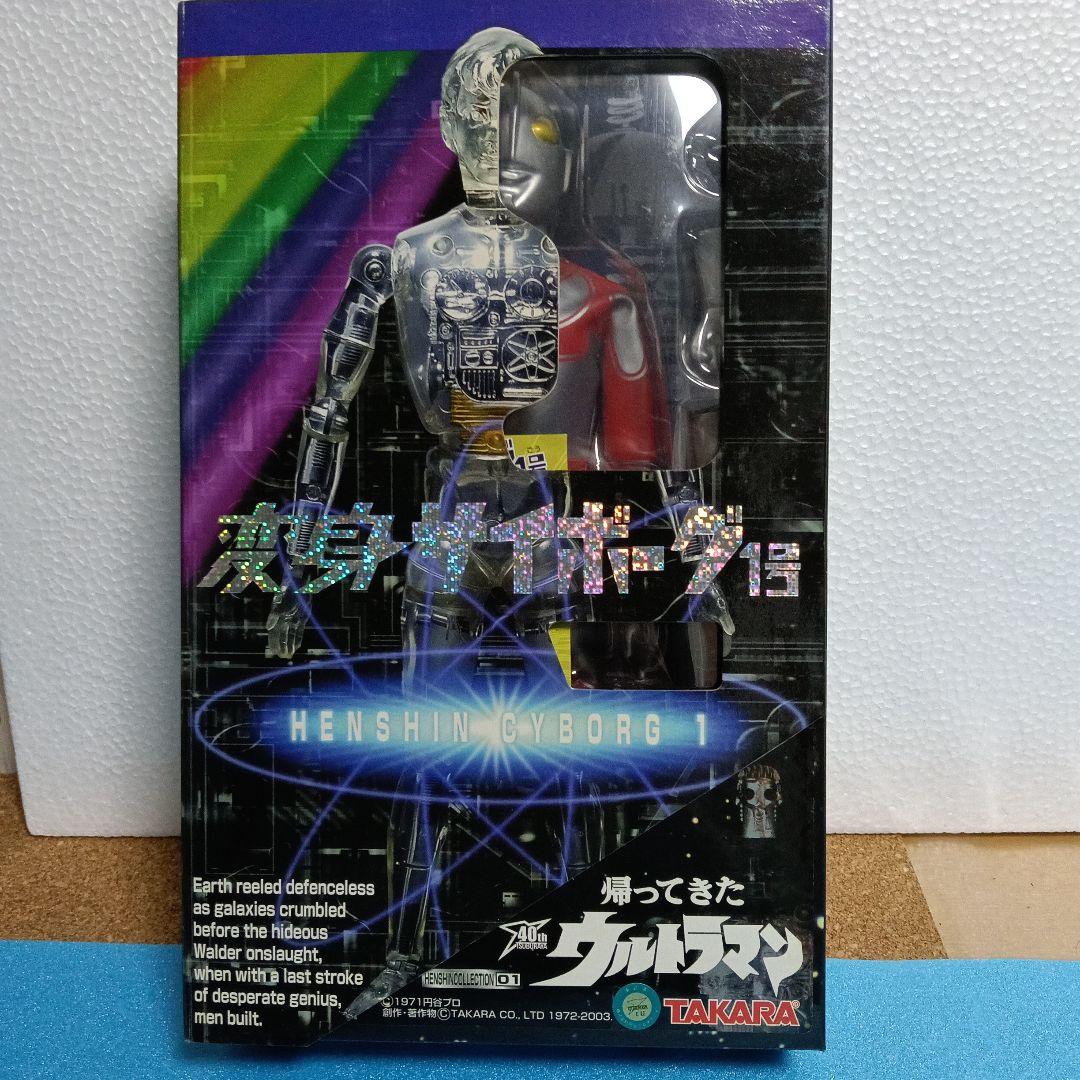 変身サイボーグ1号
HENSHIN CYBORG 1
Earth reeled defenceless
as galaxies crumbled
before the hideous
Walder onslaught,
when with a last stroke
of desperate genius,
men built.
帰ってきた
40th
TSUBURAYA
ウルトラマン
HENSHINCOLLECTION 01
©1971円谷プロ
創作・著作物©TAKARA CO., LTD 1972-2003.
TAKARA®